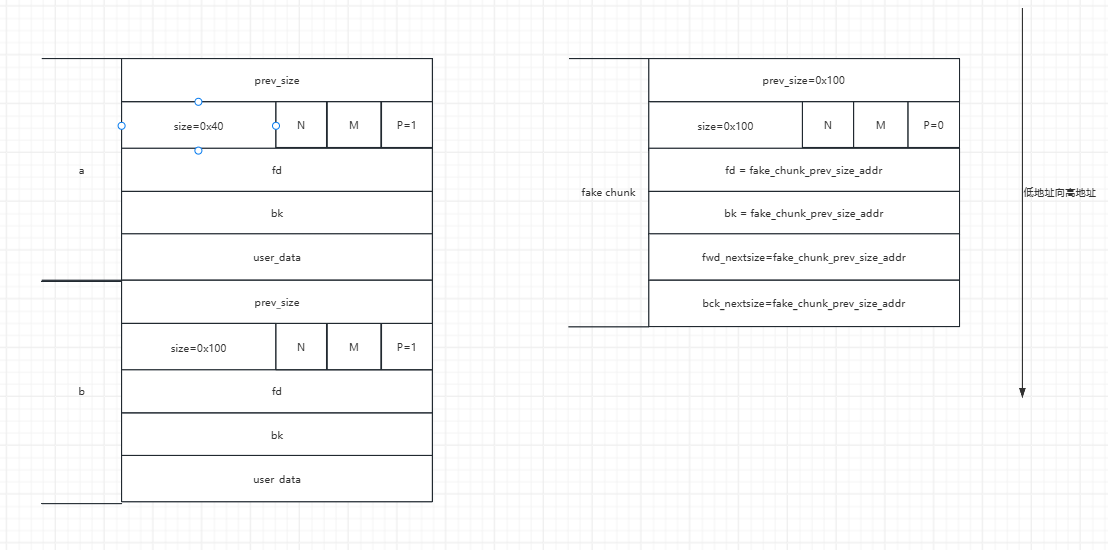 prev_size
size=0x40
N
M
P=1
a
fd
bk
user_data
prev_size
size=0x100
N
M
P=1
b
fd
bk
user data
prev_size=0x100
size=0x100
N
M
P=0
fake chunk
fd = fake_chunk_prev_size_addr
bk = fake_chunk_prev_size_addr
fwd_nextsize=fake_chunk_prev_size_addr
bck_nextsize=fake_chunk_prev_size_addr
低地址向高地址